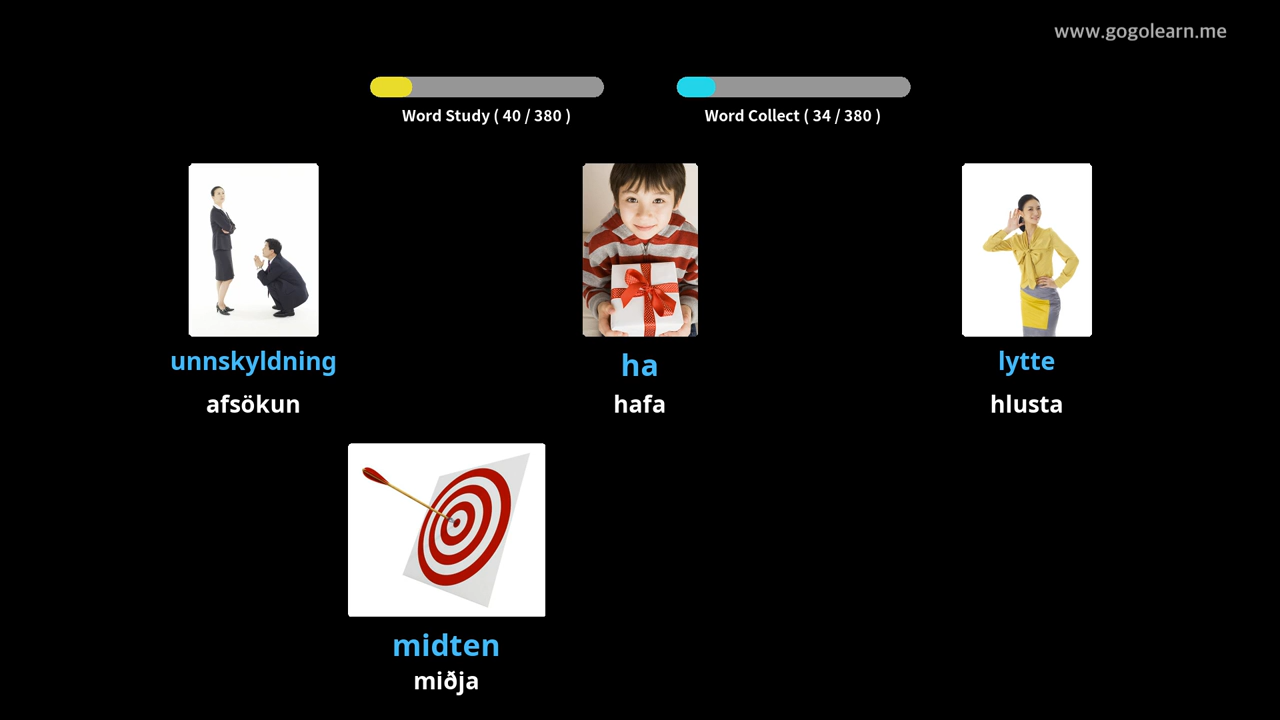 www.gogolearn.me
Word Study ( 40 / 380 )
Word Collect ( 34 / 380 )
unnskyldning
afsökun
ha
hafa
lytte
hlusta
midten
miðja